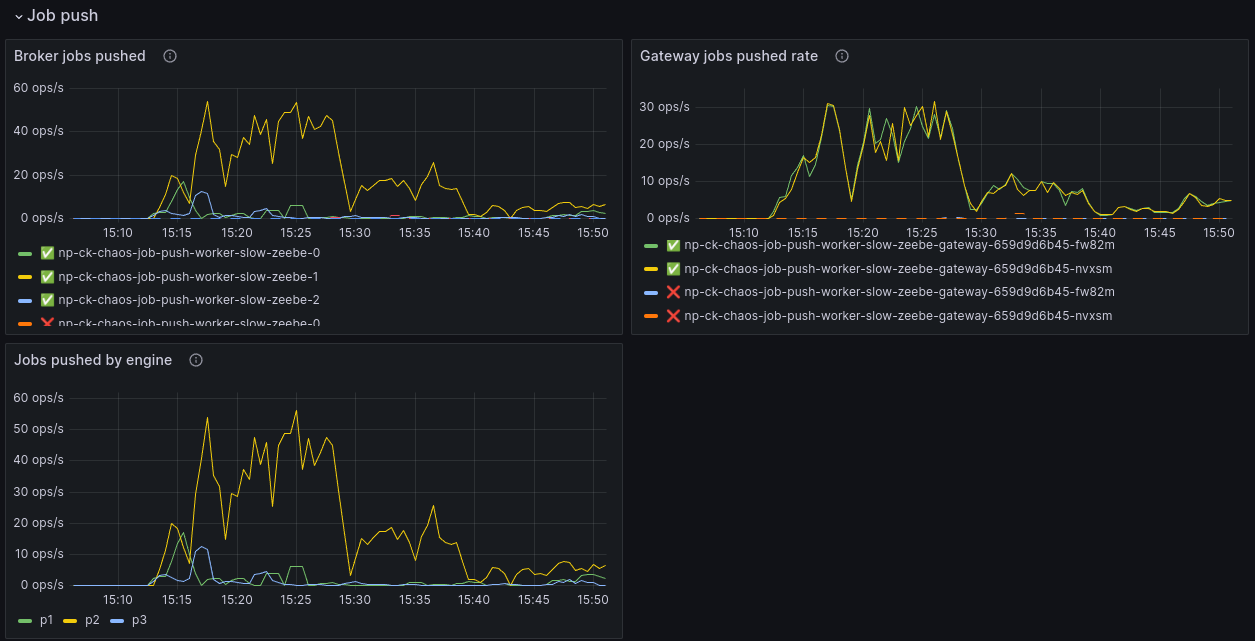 Job push
Broker jobs pushed
60 ops/s
40 ops/s
20 ops/s
0 ops/s
15:10 15:15 15:20 15:25 15:30 15:35 15:40 15:45 15:50
✅ np-ck-chaos-job-push-worker-slow-zeebe-0
✅ np-ck-chaos-job-push-worker-slow-zeebe-1
✅ np-ck-chaos-job-push-worker-slow-zeebe-2
❌ np-ck-chaos-job-push-worker-slow-zeebe-0
Gateway jobs pushed rate
30 ops/s
20 ops/s
10 ops/s
0 ops/s
15:10 15:15 15:20 15:25 15:30 15:35 15:40 15:45 15:50
✅ np-ck-chaos-job-push-worker-slow-zeebe-gateway-659d9d6b45-fw82m
✅ np-ck-chaos-job-push-worker-slow-zeebe-gateway-659d9d6b45-nvxsm
❌ np-ck-chaos-job-push-worker-slow-zeebe-gateway-659d9d6b45-fw82m
❌ np-ck-chaos-job-push-worker-slow-zeebe-gateway-659d9d6b45-nvxsm
Jobs pushed by engine
60 ops/s
50 ops/s
40 ops/s
30 ops/s
20 ops/s
10 ops/s
0 ops/s
15:10 15:15 15:20 15:25 15:30 15:35 15:40 15:45 15:50
p1 p2 p3